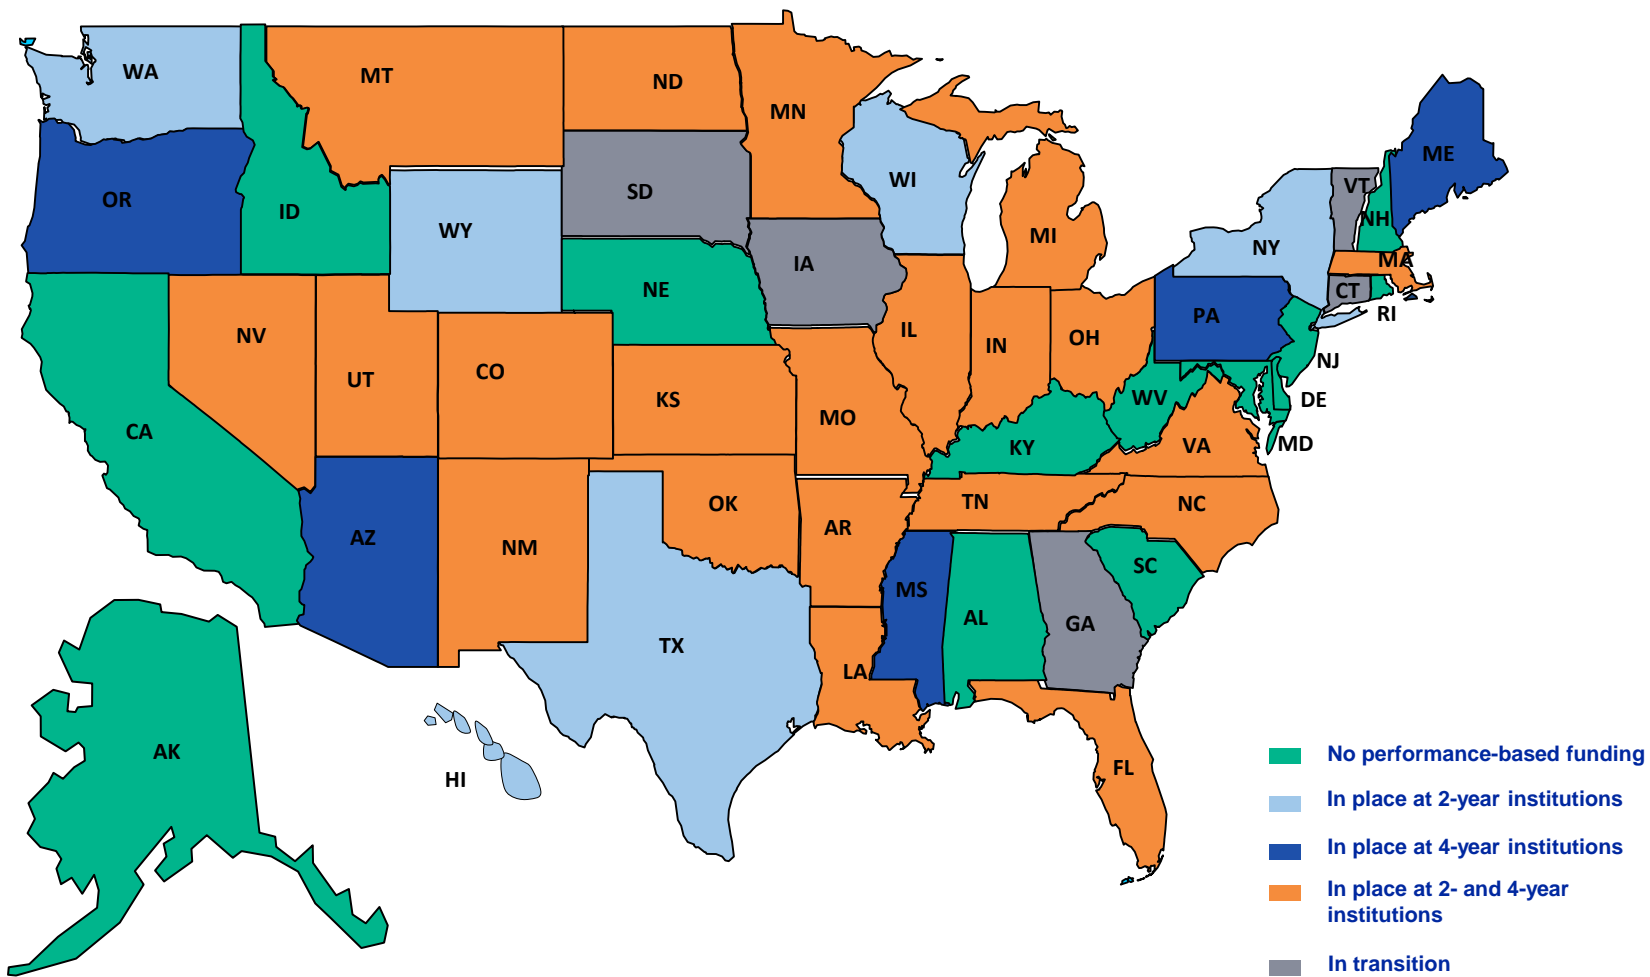 WA
MT
ND
MN
ME
OR
ID
SD
WI
VT
NH
WY
MI
NY
MA
IA
NE
CT
RI
PA
NV
IL
IN
OH
NJ
UT
CO
KS
MO
WV
DE
CA
KY
VA
MD
OK
TN
NC
AZ
NM
AR
SC
MS
AL
GA
TX
LA
AK
HI
FL
No performance-based funding
In place at 2-year institutions
In place at 4-year institutions
In place at 2- and 4-year
institutions
In transition